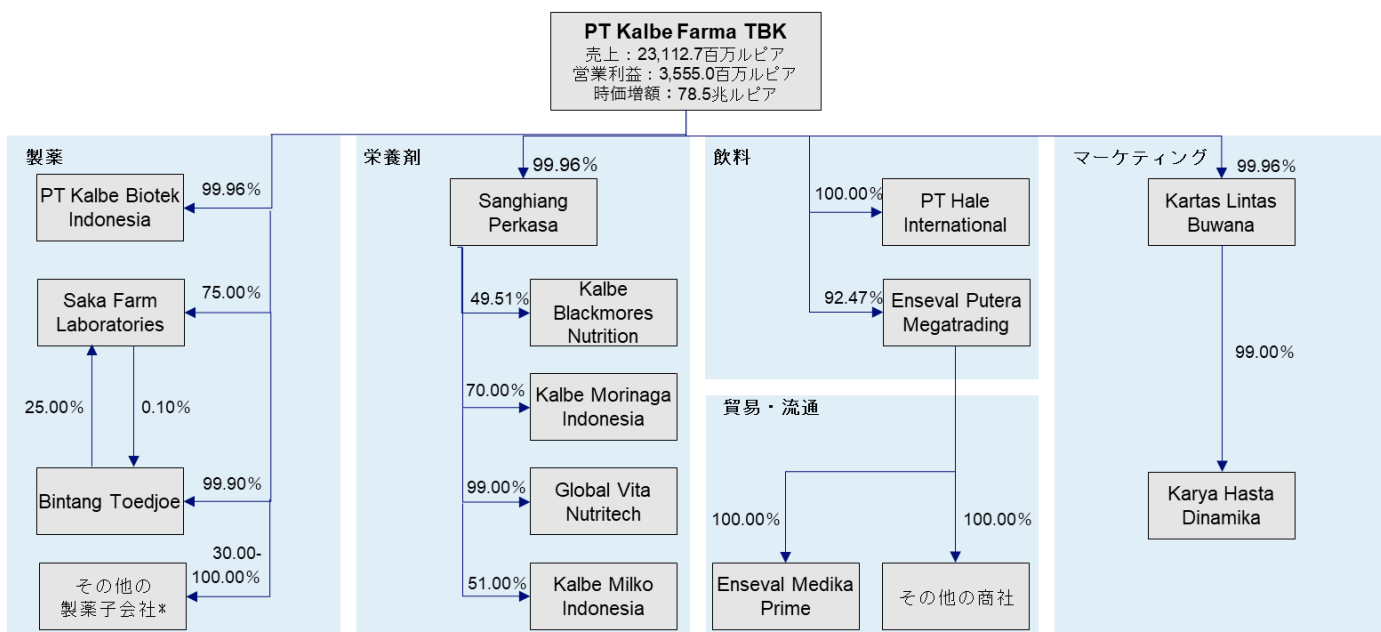 PT Kalbe Farma TBK
売上：23,112.7百万ルピア
営業利益：3,555.0百万ルピア
時価増額：78.5兆ルピア
製薬
99.96%
PT Kalbe Biotek
Indonesia
75.00%
Saka Farm
Laboratories
25.00%
0.10%
99.90%
Bintang Toedjoe
30.00-
100.00%
その他の
製薬子会社*
栄養剤
99.96%
Sanghiang
Perkasa
49.51%
Kalbe
Blackmores
Nutrition
70.00%
Kalbe Morinaga
Indonesia
99.00%
Global Vita
Nutritech
51.00%
Kalbe Milko
Indonesia
飲料
100.00%
PT Hale
International
92.47%
Enseval Putera
Megatrading
貿易・流通
100.00%
100.00%
Enseval Medika
Prime
その他の商社
マーケティング
99.96%
Kartas Lintas
Buwana
99.00%
Karya Hasta
Dinamika